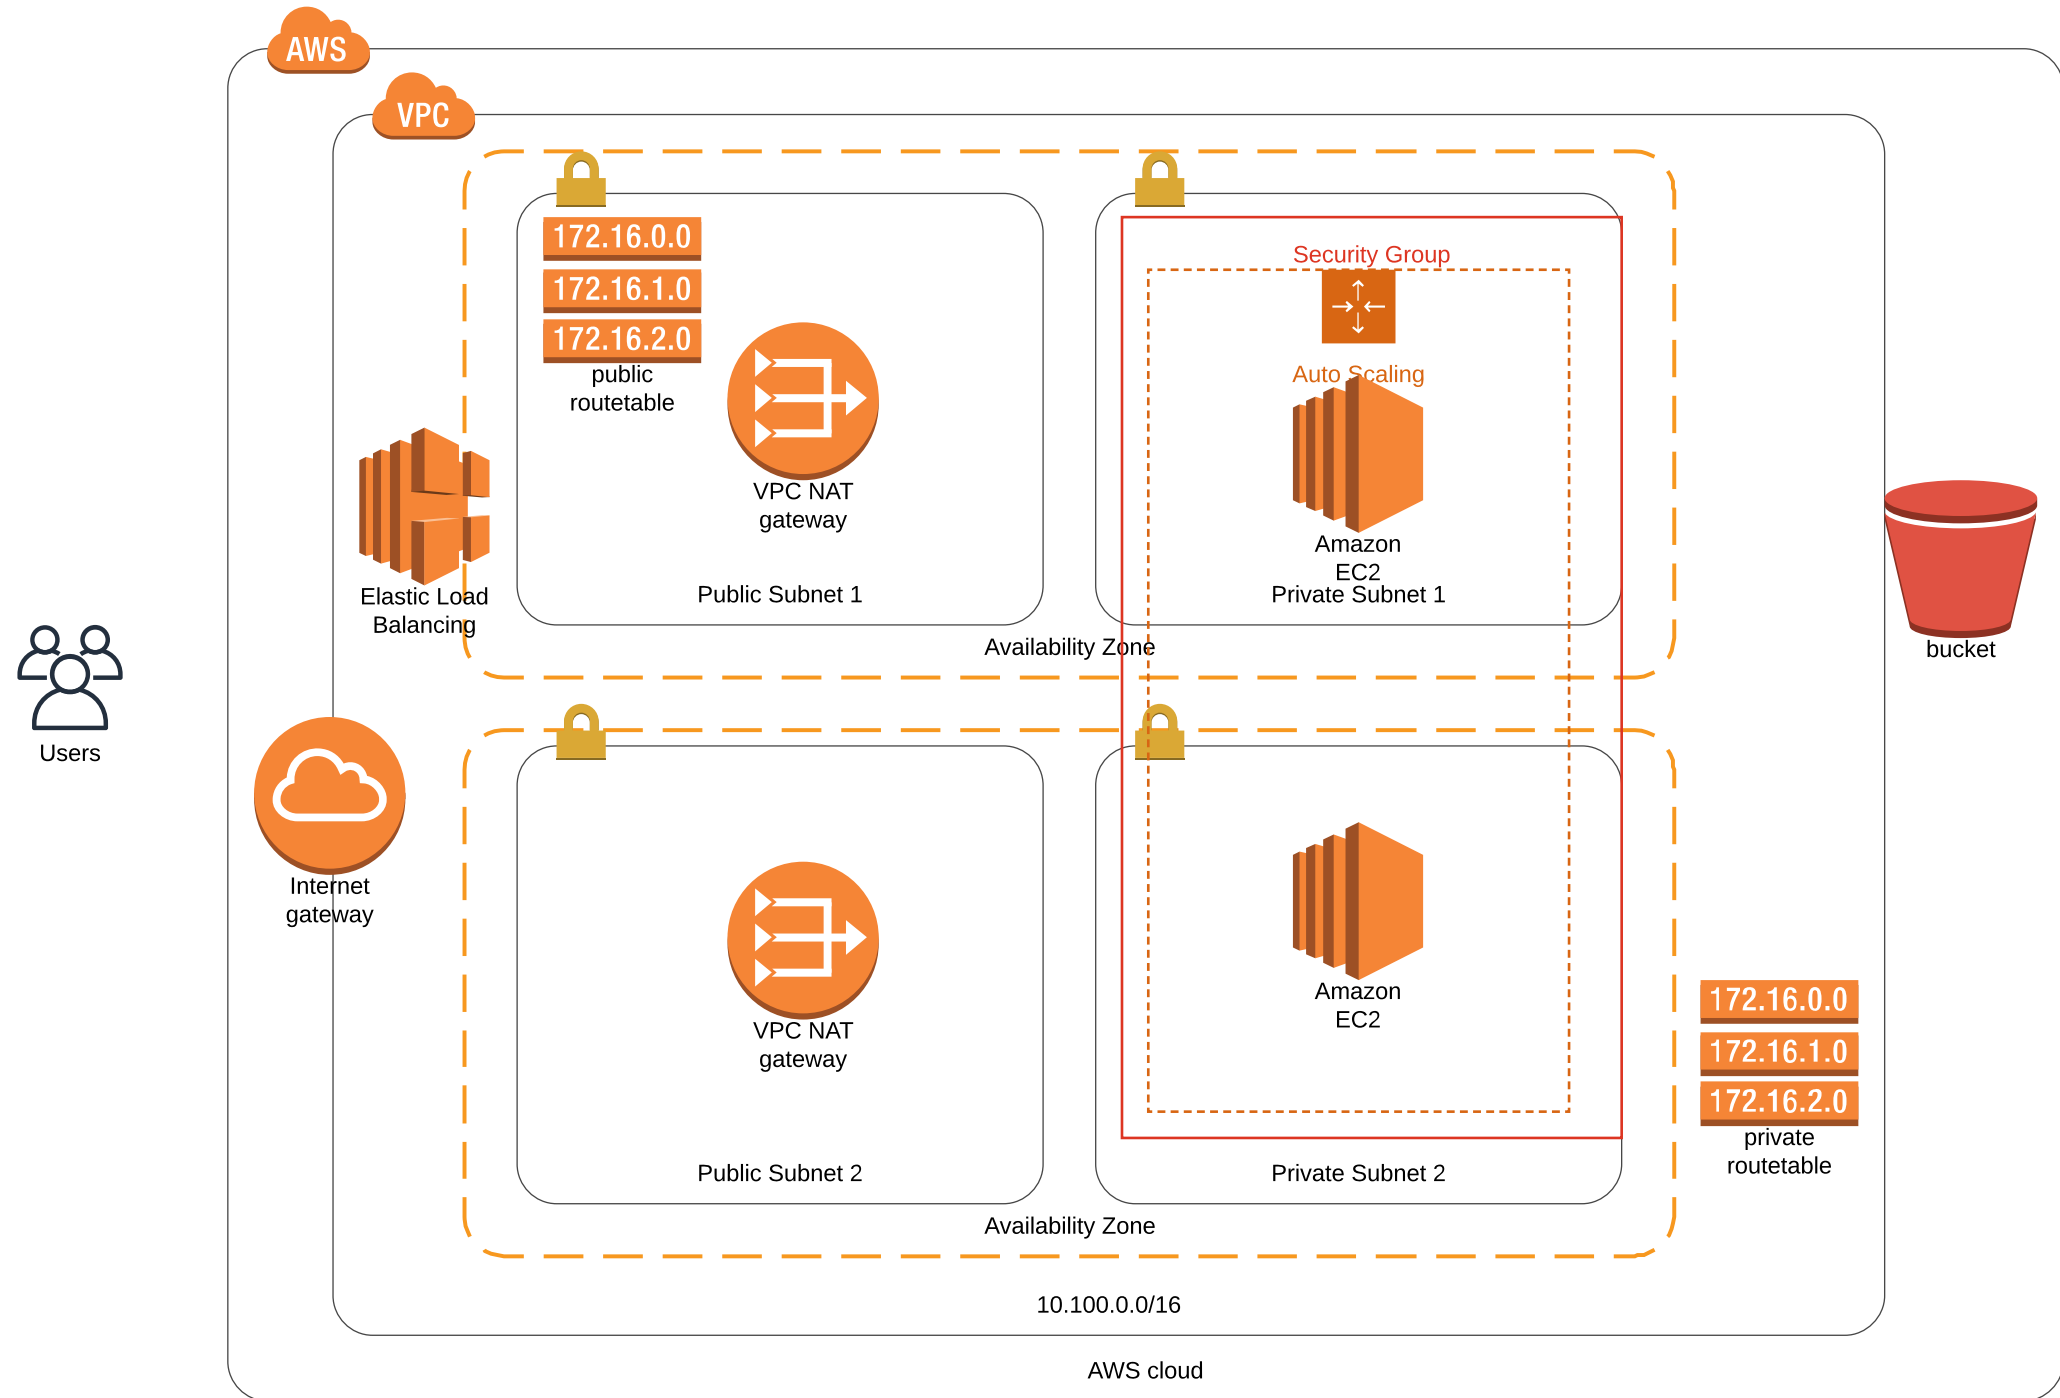 AWS
VPC
172.16.0.0
172.16.1.0
172.16.2.0
public
routetable
VPC NAT
gateway
Public Subnet 1
Security Group
Auto Scaling
Amazon
EC2
Private Subnet 1
Availability Zone
Elastic Load
Balancing
bucket
Users
Internet
gateway
VPC NAT
gateway
Public Subnet 2
Amazon
EC2
Private Subnet 2
Availability Zone
172.16.0.0
172.16.1.0
172.16.2.0
private
routetable
10.100.0.0/16
AWS cloud